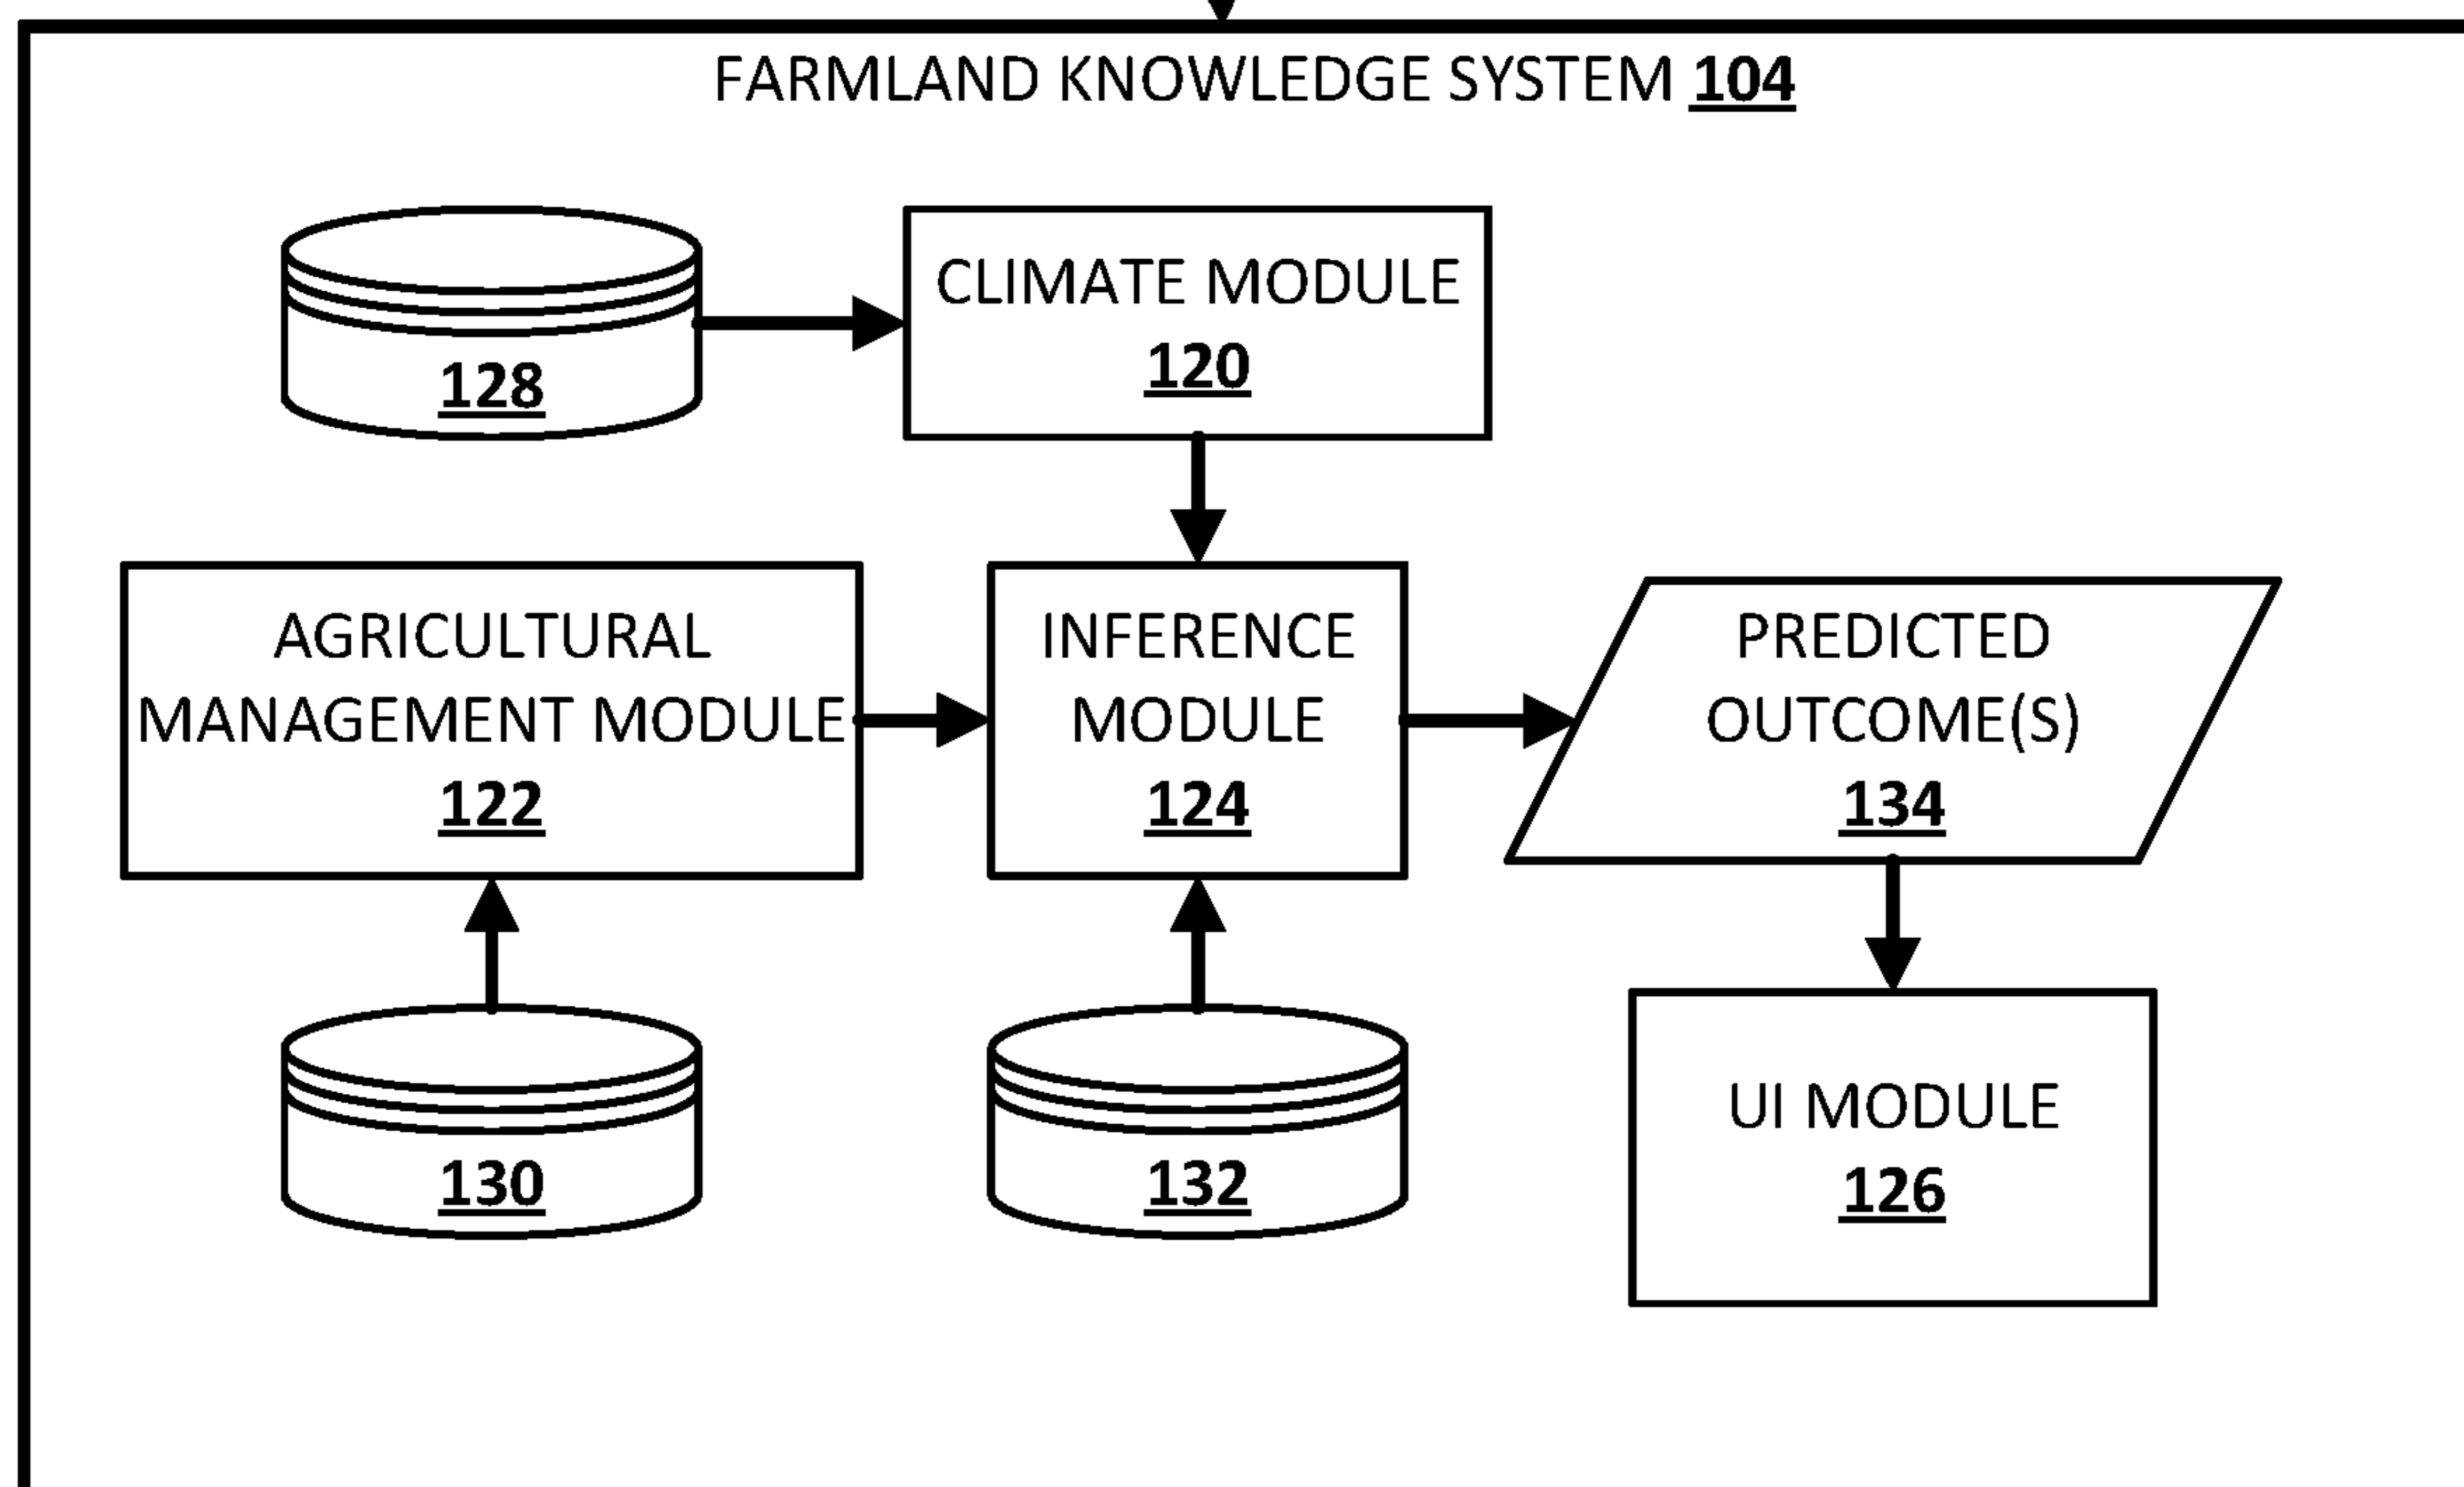 FARMLAND KNOWLEDGE SYSTEM 104
128
CLIMATE MODULE
120
AGRICULTURAL
MANAGEMENT MODULE
122
INFERENCE
MODULE
124
PREDICTED
OUTCOME(S)
134
130
132
UI MODULE
126